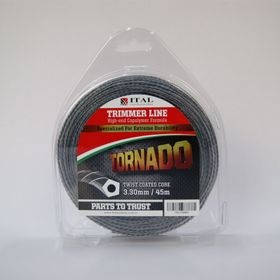 ITAL
TRIMMER LINE
High-end Copolymer Formula
Specialized For Extreme Durability
TORNADO
TWIST COATED CORE
3.30mm / 45m
PARTS TO TRUST